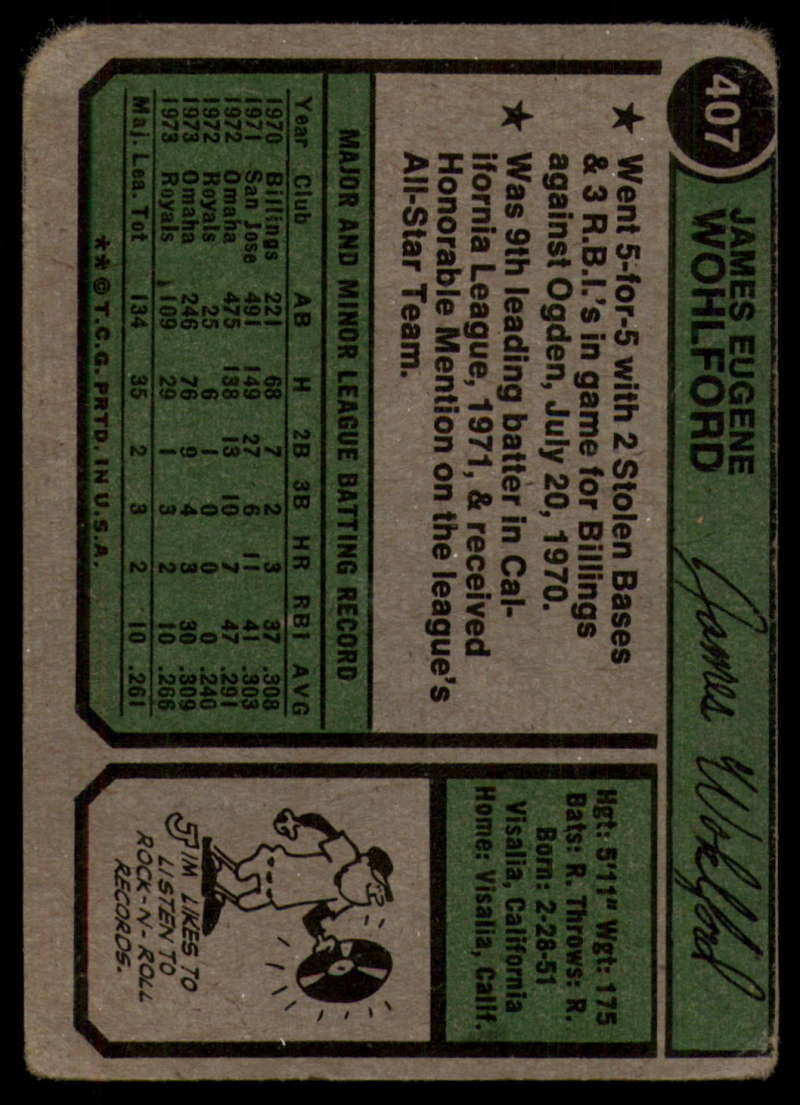 407
JAMES EUGENE
WOHLFORD
James Wohlford
★ Went 5-for-5 with 2 Stolen Bases
& 3 R.B.I.'s in game for Billings
against Ogden, July 20, 1970.
★ Was 9th leading batter in Cal-
ifornia League, 1971, & received
Honorable Mention on the league's
All-Star Team.
MAJOR AND MINOR LEAGUE BATTING RECORD
Year Club AB H 2B 3B HR RBI AVG
1970 Billings 221 68 7 2 3 37 .308
1971 San Jose 491 149 27 6 11 41 .303
1972 Omaha 475 138 13 10 7 47 .291
1972 Royals 25 6 1 0 0 0 .240
1973 Omaha 246 76 9 4 3 30 .309
1973 Royals 109 29 1 3 2 10 .266
Maj. Lea. Tot 134 35 2 3 2 10 .261
**© T.C.G. PRTD. IN U.S.A.
Hgt: 5'11" Wgt: 175
Bats: R. Throws: R.
Born: 2-28-51
Visalia, California
Home: Visalia, Calif.
JIM LIKES TO
LISTEN TO
ROCK-N-ROLL
RECORDS.